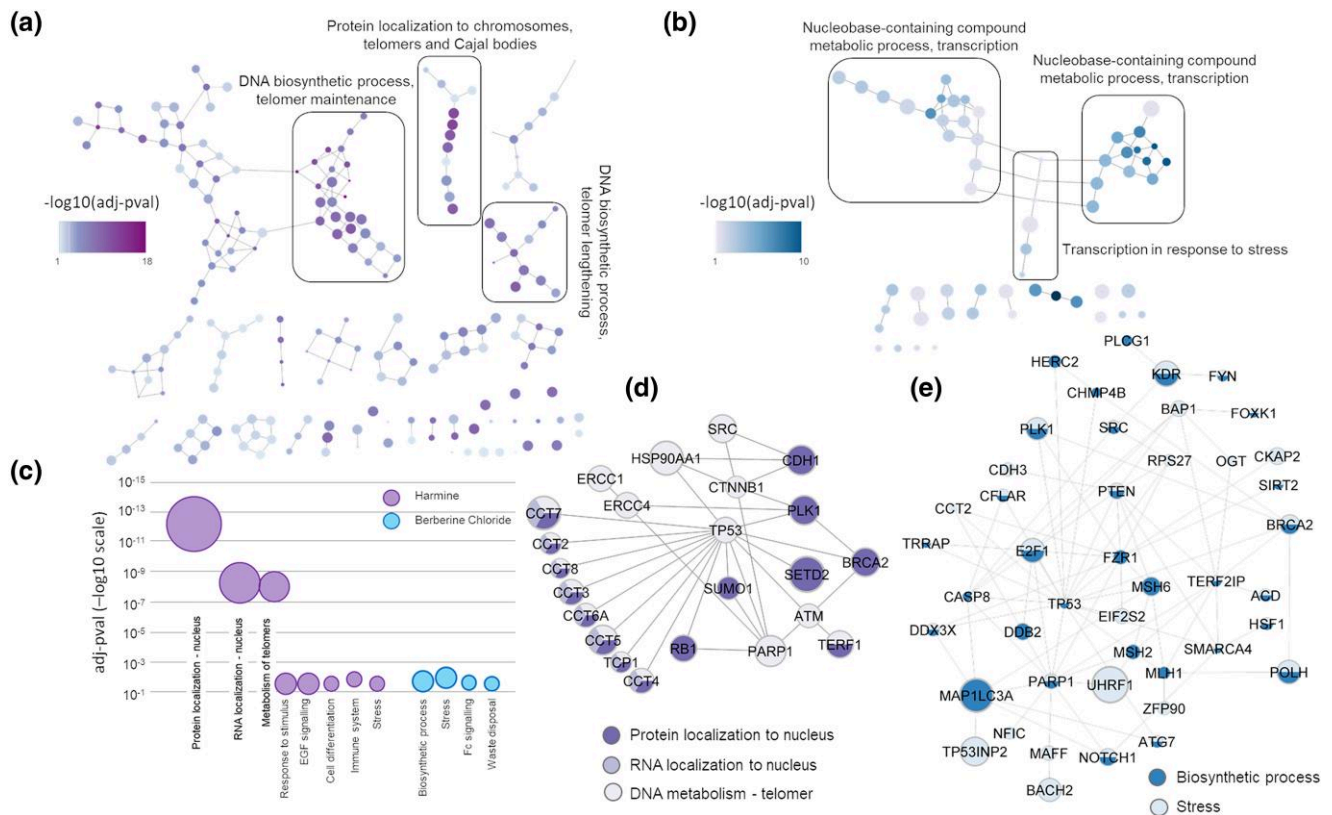 (a)
Protein localization to chromosomes,
telomers and Cajal bodies
DNA biosynthetic process,
telomer maintenance
DNA biosynthetic process,
telomer lengthening
-log10(adj-pval)
1
18
(b)
Nucleobase-containing compound
metabolic process, transcription
Nucleobase-containing compound
metabolic process, transcription
-log10(adj-pval)
1
10
Transcription in response to stress
(c)
adj-pval (–log10 scale)
10-15
10-13
10-11
10-9
10-7
10-5
10-3
10-1
Harmine
Berberine Chloride
Protein localization - nucleus
RNA localization - nucleus
Metabolism of telomers
Response to stimulus
EGF signalling
Cell differentiation
Immune system
Stress
Biosynthetic process
Stress
Fc signalling
Waste disposal
(d)
SRC
HSP90AA1
CDH1
ERCC1
CTNNB1
ERCC4
CCT7
PLK1
TP53
CCT2
BRCA2
CCT8
SETD2
CCT3
SUMO1
CCT6A
ATM
CCT5
RB1
TERF1
TCP1
PARP1
CCT4
Protein localization to nucleus
RNA localization to nucleus
DNA metabolism - telomer
(e)
PLCG1
HERC2
KDR
FYN
CHMP4B
BAP1
FOXK1
PLK1
SRC
CKAP2
RPS27
OGT
CDH3
SIRT2
PTEN
CFLAR
CCT2
BRCA2
TRRAP
E2F1
FZR1
MSH6
TERF2IP
CASP8
ACD
TP53
EIF2S2
HSF1
DDX3X
DDB2
MSH2
SMARCA4
MLH1
POLH
PARP1
UHRF1
MAP1LC3A
ZFP90
NFIC
ATG7
TP53INP2
MAFF
NOTCH1
BACH2
Biosynthetic process
Stress